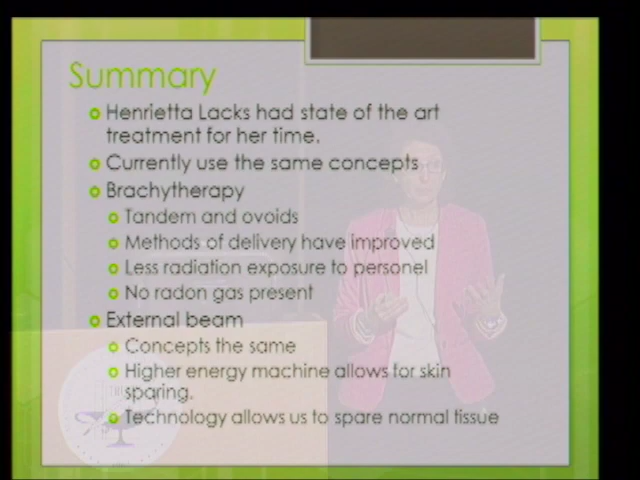 Summary
Henrietta Lacks had state of the art
treatment for her time.
Currently use the same concepts
Brachytherapy
Tandem and ovoids
Methods of delivery have improved
Less radiation exposure to personel
No radon gas present
External beam
Concepts the same
Higher energy machine allows for skin
sparing.
Technology allows us to spare normal tissue